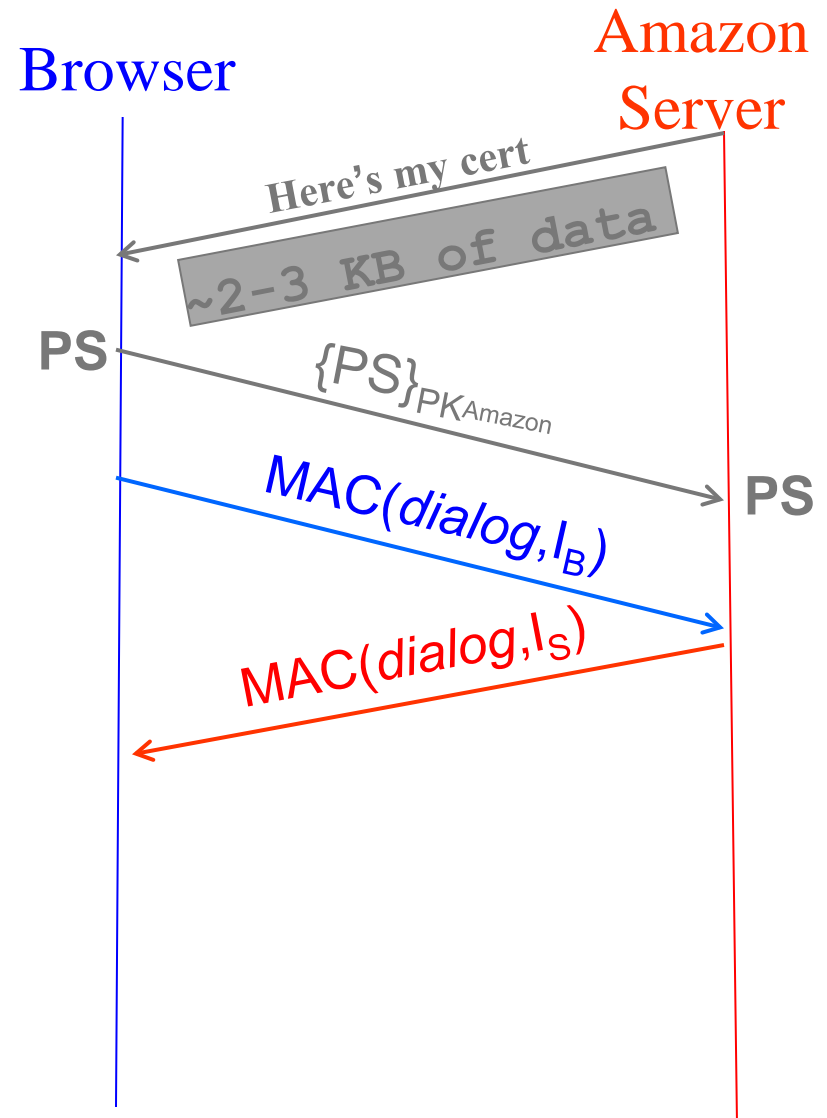 Browser
Amazon
Server
Here’s my cert
~2-3 KB of data
PS
{PS}PKAmazon
MAC(dialog,IB)
PS
MAC(dialog,IS)